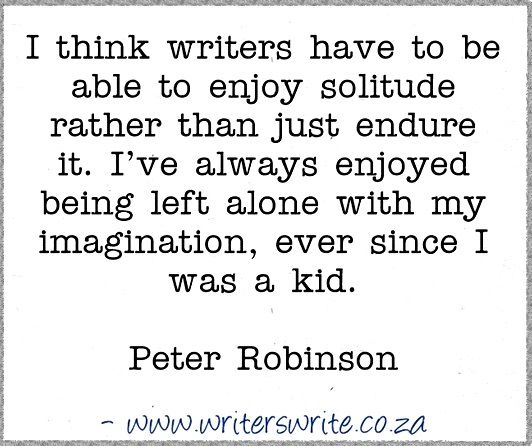 I think writers have to be
able to enjoy solitude
rather than just endure
it. I've always enjoyed
being left alone with my
imagination, ever since I
was a kid.
Peter Robinson
- www.writerswrite.co.za